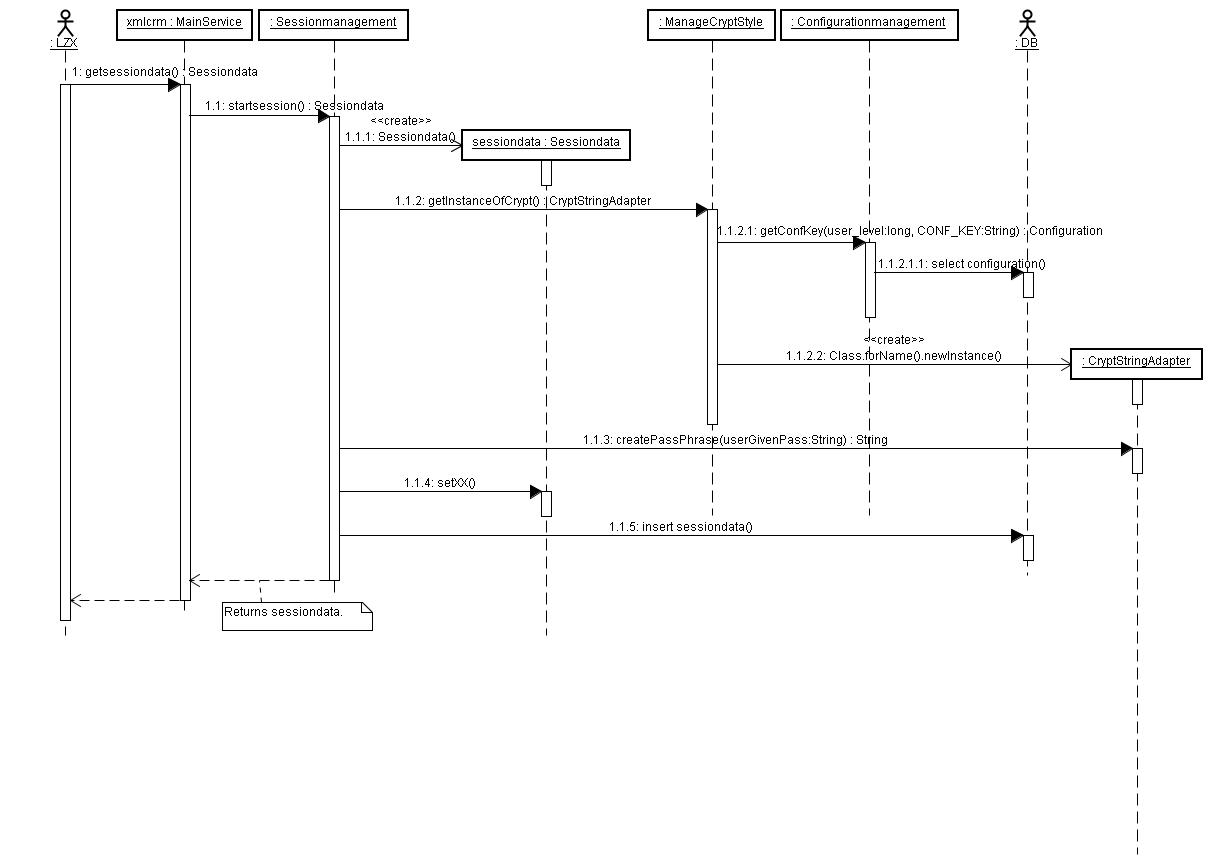 xmlcrm : MainService
: Sessionmanagement
: ManageCryptStyle
: Configurationmanagement
: LZX
: DB
1: getsessiondata() : Sessiondata
1.1: startsession() : Sessiondata
<<create>>
1.1.1: Sessiondata()
sessiondata : Sessiondata
1.1.2: getInstanceOfCrypt() : CryptStringAdapter
1.1.2.1: getConfKey(user_level:long, CONF_KEY:String) : Configuration
1.1.2.1.1: select configuration()
<<create>>
1.1.2.2: Class.forName().newInstance()
: CryptStringAdapter
1.1.3: createPassPhrase(userGivenPass:String) : String
1.1.4: setXX()
1.1.5: insert sessiondata()
Returns sessiondata.